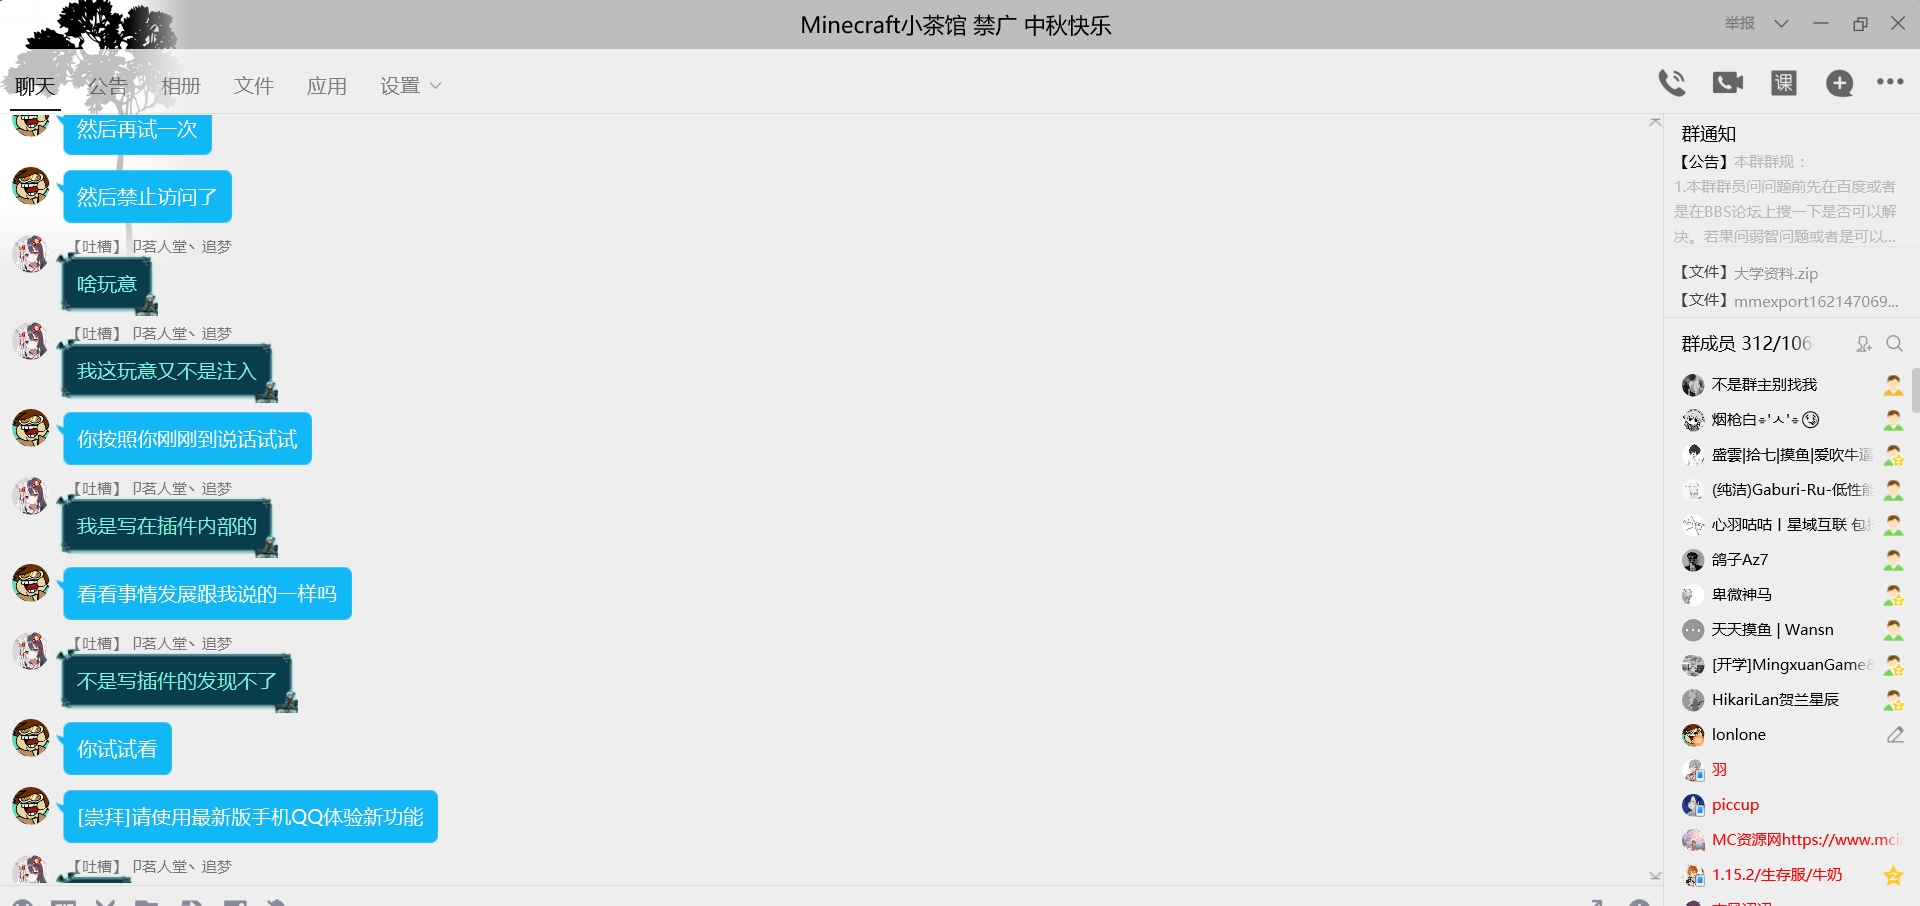 Minecraft小茶馆 禁广 中秋快乐
举报
聊天 公告 相册 文件 应用 设置
课
然后再试一次
然后禁止访问了
【吐槽】卩茗人堂丶追梦
啥玩意
【吐槽】卩茗人堂丶追梦
我这玩意又不是注入
你按照你刚刚到说话试试
【吐槽】卩茗人堂丶追梦
我是写在插件内部的
看看事情发展跟我说的一样吗
【吐槽】卩茗人堂丶追梦
不是写插件的发现不了
你试试看
[崇拜]请使用最新版手机QQ体验新功能
【吐槽】卩茗人堂丶追梦
群通知
【公告】本群群规：
1.本群群员问问题前先在百度或者
是在BBS论坛上搜一下是否可以解
决。若果问弱智问题或者是可以...
【文件】大学资料.zip
【文件】mmexport162147069...
群成员 312/106
不是群主别找我
烟枪白
盛雲|拾七|摸鱼|爱吹牛逼
(纯洁)Gaburi-Ru-低性能
心羽咕咕丨星域互联 包
鸽子Az7
卑微神马
天天摸鱼 | Wansn
[开学]MingxuanGame&
HikariLan贺兰星辰
lonlone
羽
piccup
MC资源网https://www.mci
1.15.2/生存服/牛奶